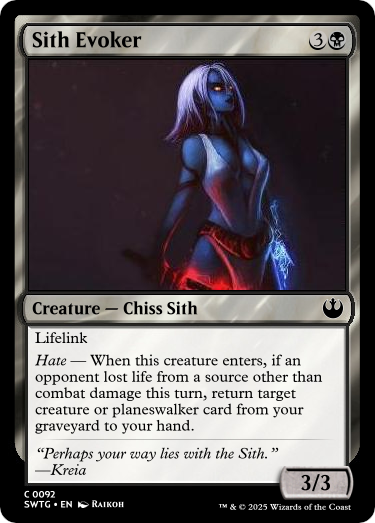 Sith Evoker 3
Creature — Chiss Sith
Lifelink
Hate — When this creature enters, if an
opponent lost life from a source other than
combat damage this turn, return target
creature or planeswalker card from your
graveyard to your hand.
“Perhaps your way lies with the Sith.”
—Kreia
3/3
C 0092
SWTG • EN RAIKOH
™ & © 2025 Wizards of the Coast